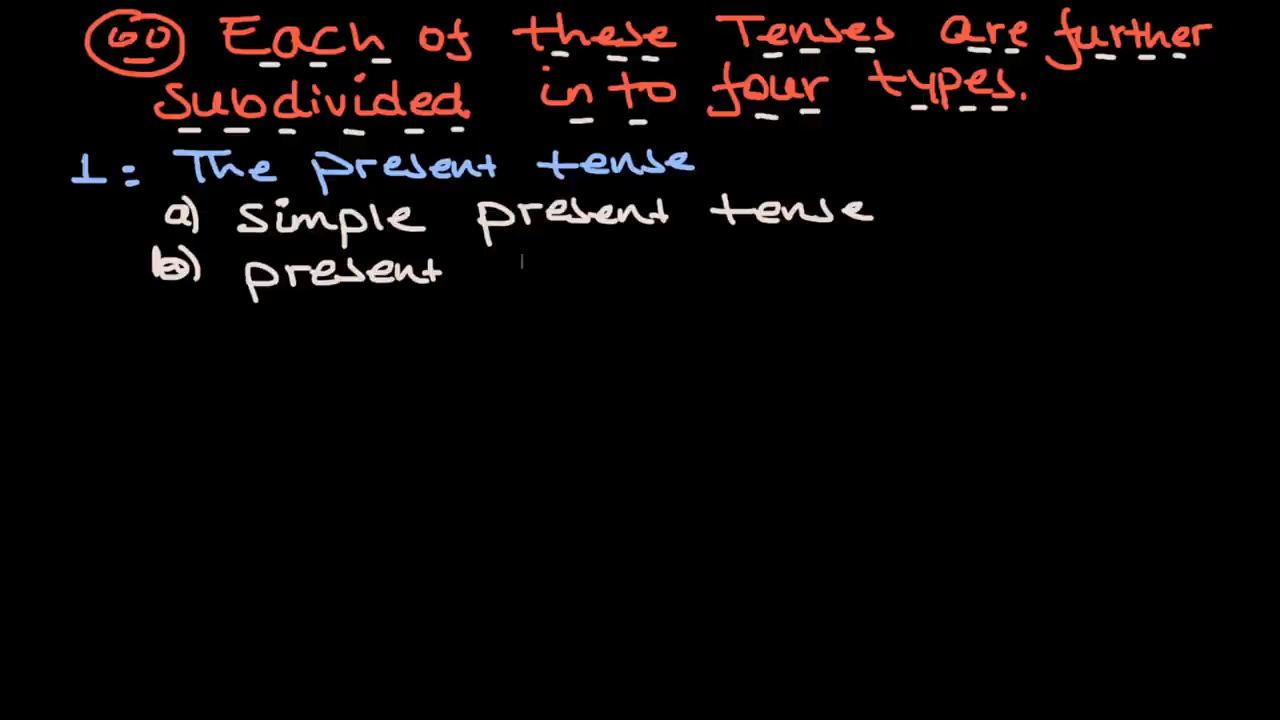 60 Each of these Tenses are further
subdivided in to four types.
1: The present tense
a) simple present tense
b) present